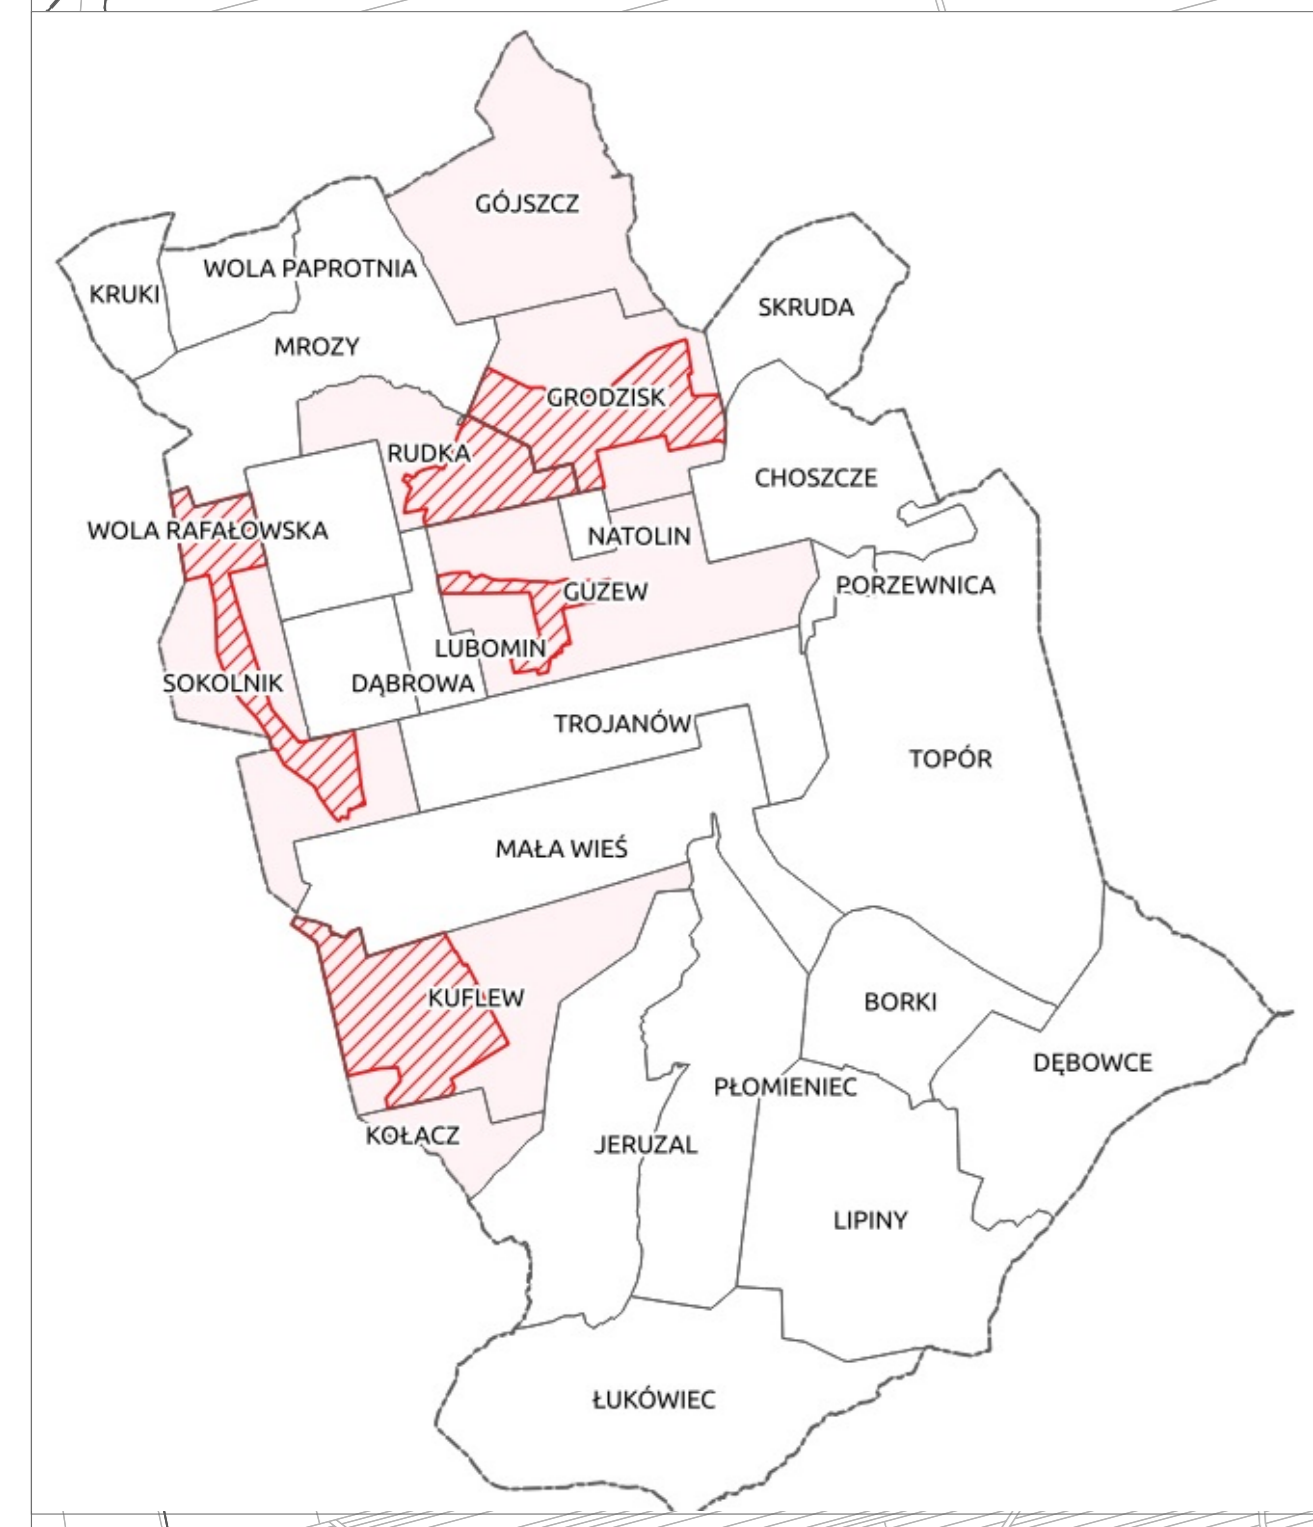 GÓJSZCZ
WOLA PAPROTNIA
KRUKI
SKRUDA
MROZY
GRODZISK
RUDKA
CHOSZCZE
WOLA RAFAŁOWSKA
NATOLIN
PORZEWNICA
GUZEW
LUBOMIN
SOKOLNIK
DĄBROWA
TROJANÓW
TOPÓR
MAŁA WIEŚ
KUFLEW
BORKI
DĘBOWCE
PŁOMIENIEC
KOŁACZ
JERUZAL
LIPINY
ŁUKÓWIEC